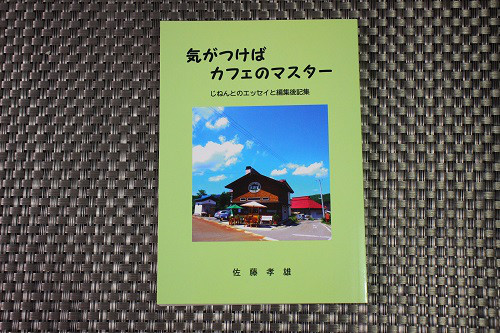 気がつけば
カフェのマスター
じねんとのエッセイと編集後記集
佐藤孝雄